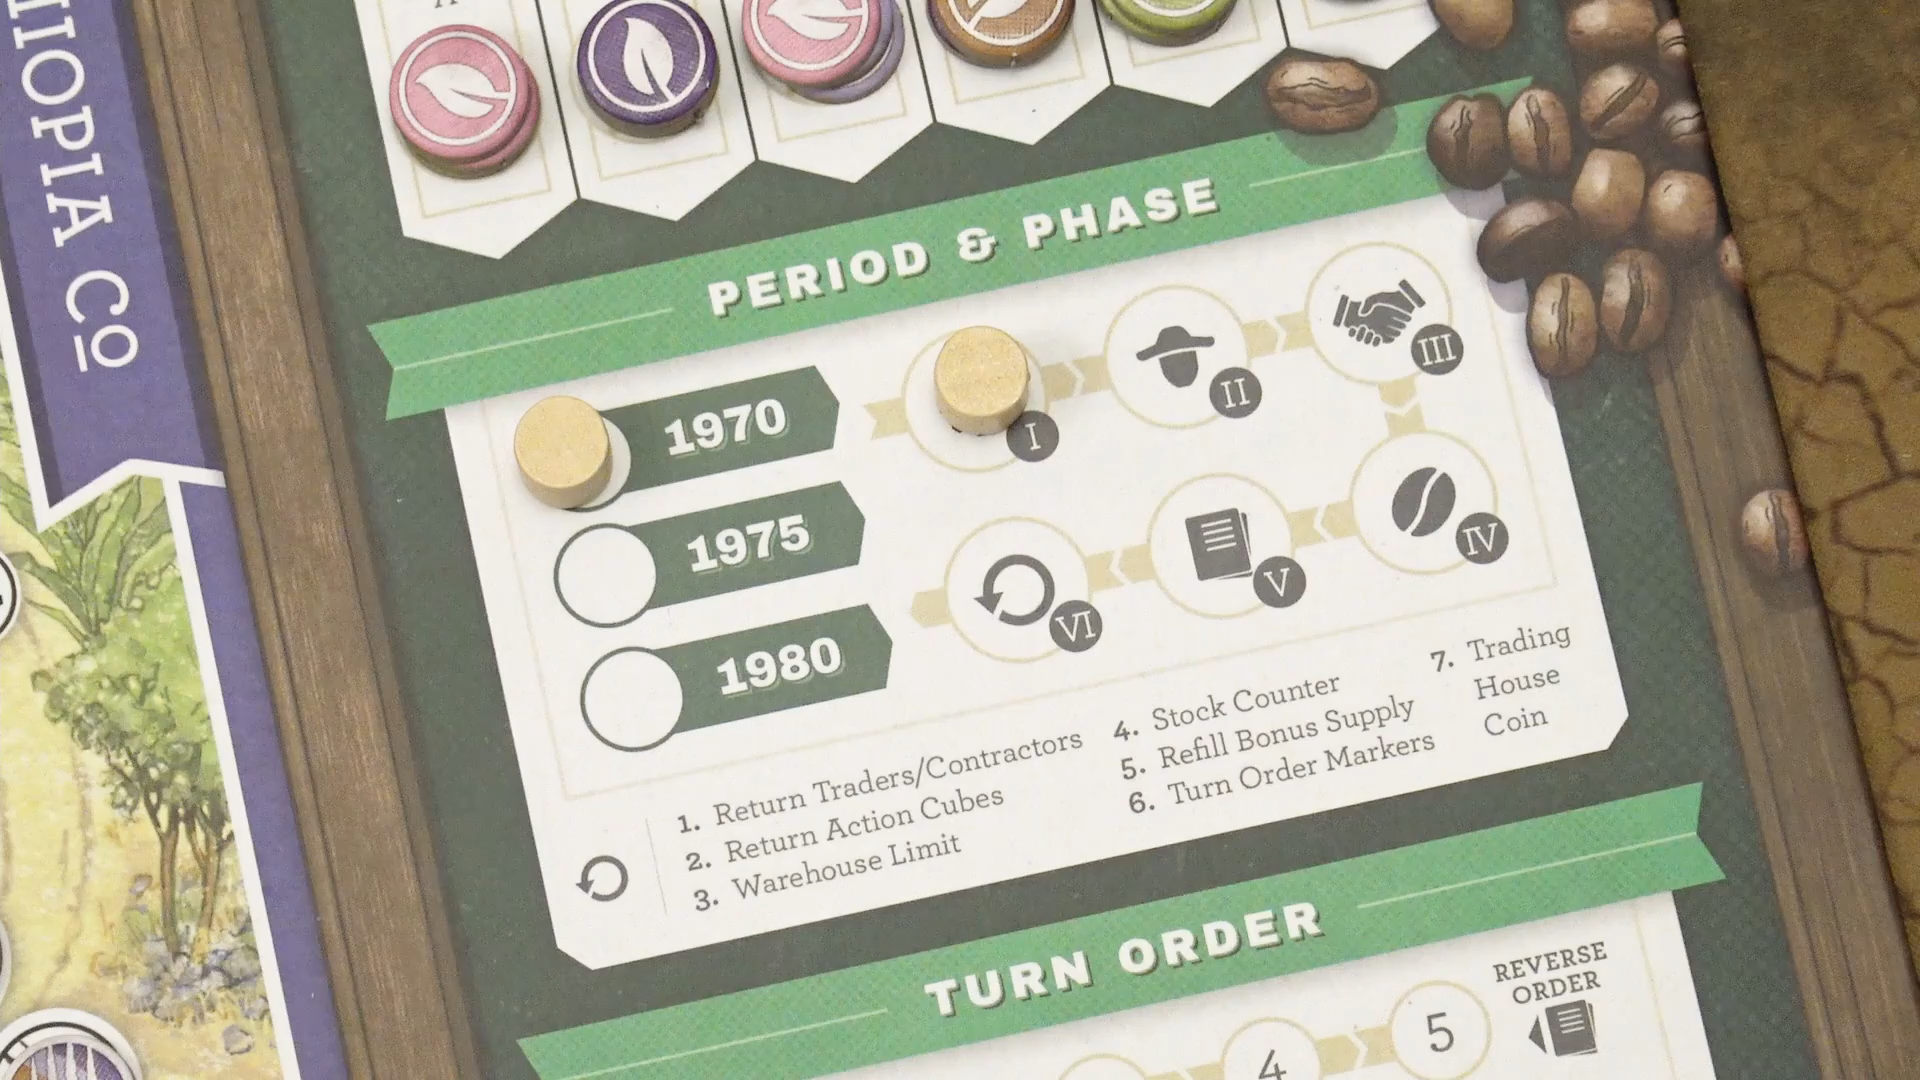 IIOPIA Cº
PERIOD & PHASE
1970
1975
1980
I
II
III
IV
V
VI
1. Return Traders/Contractors
2. Return Action Cubes
3. Warehouse Limit
4. Stock Counter
5. Refill Bonus Supply
6. Turn Order Markers
7. Trading
House
Coin
TURN ORDER
4
5
REVERSE
ORDER